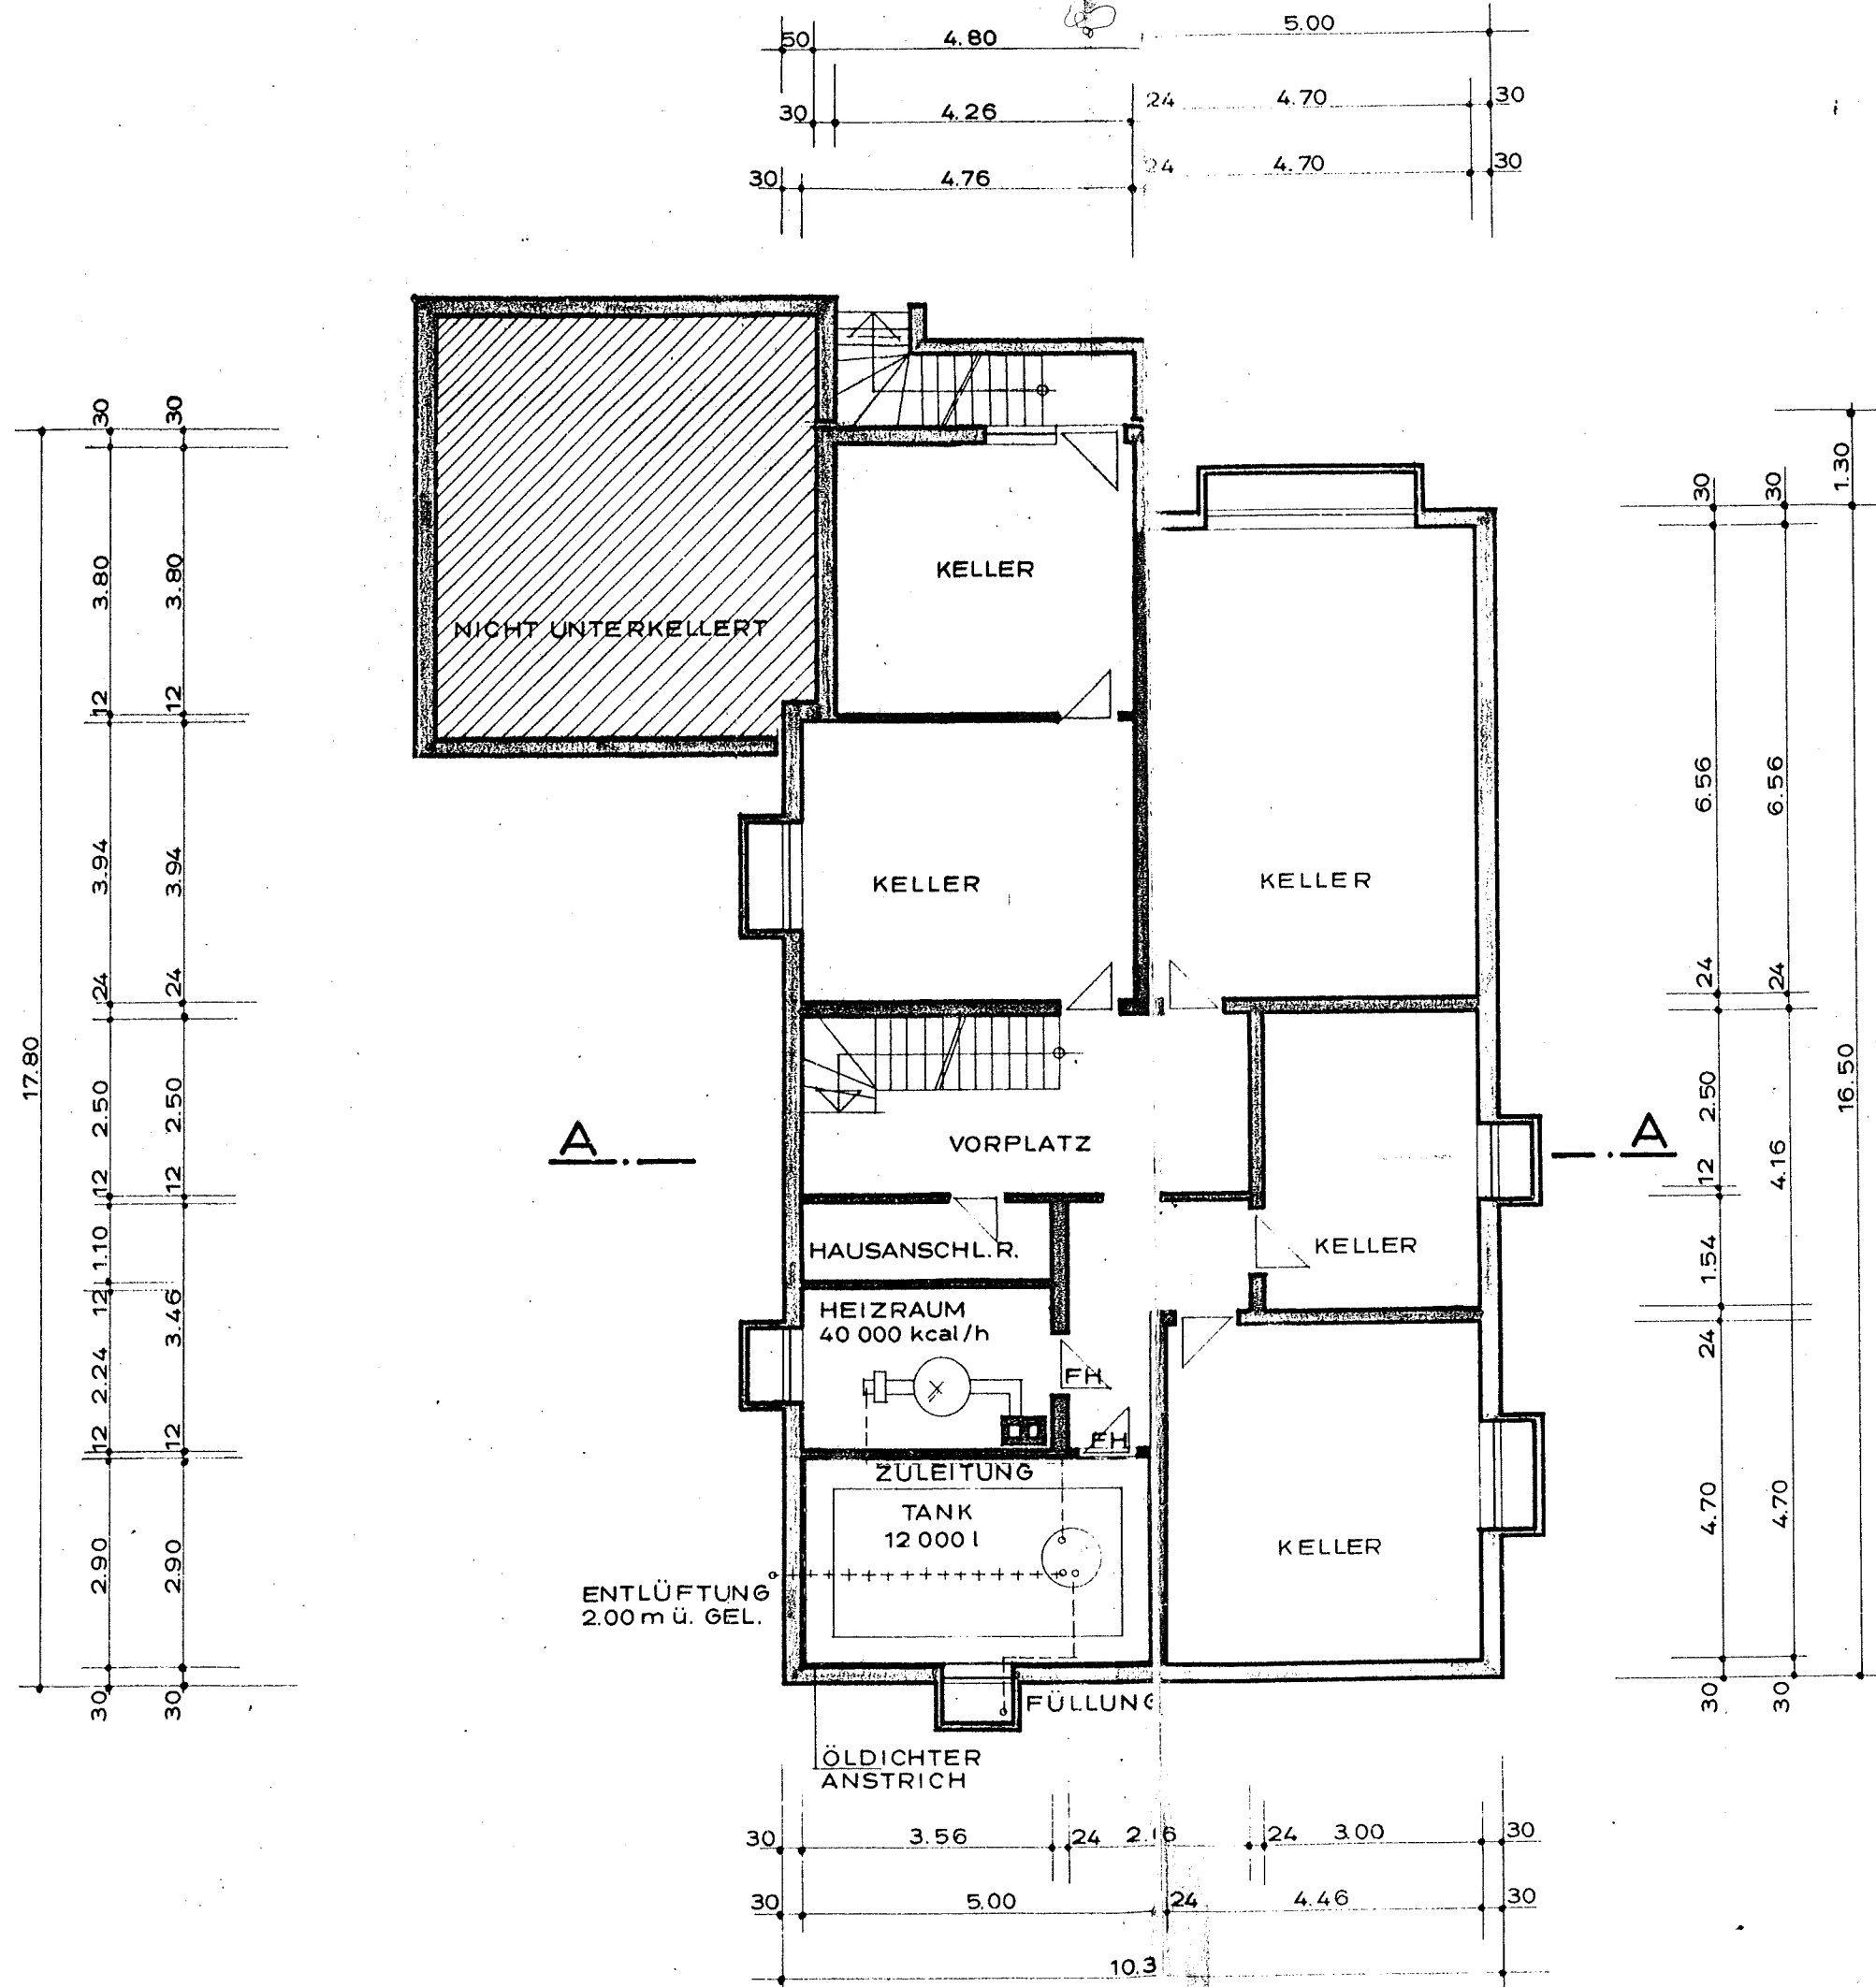 50 4.80 5.00
30 4.26 24 4.70 30
30 4.76 24 4.70 30
17.80
30 3.80 12 3.94 24 2.50 12 1.10 12 2.24 12 2.90 30
30 3.80 12 3.94 24 2.50 12 3.46 12 2.90 30
NICHT UNTERKELLERT
KELLER
KELLER
KELLER
VORPLATZ
A
A
HAUSANSCHL.R.
KELLER
HEIZRAUM
40 000 kcal/h
FH
FH
ZULEITUNG
TANK
12 000 l
KELLER
ENTLÜFTUNG
2.00 m ü. GEL.
FÜLLUNG
ÖLDICHTER
ANSTRICH
30 6.56 24 2.50 12 1.54 24 4.70 30
30 6.56 24 4.16 4.70 30
1.30 16.50
30 3.56 24 2.16 24 3.00 30
30 5.00 24 4.46 30
10.3